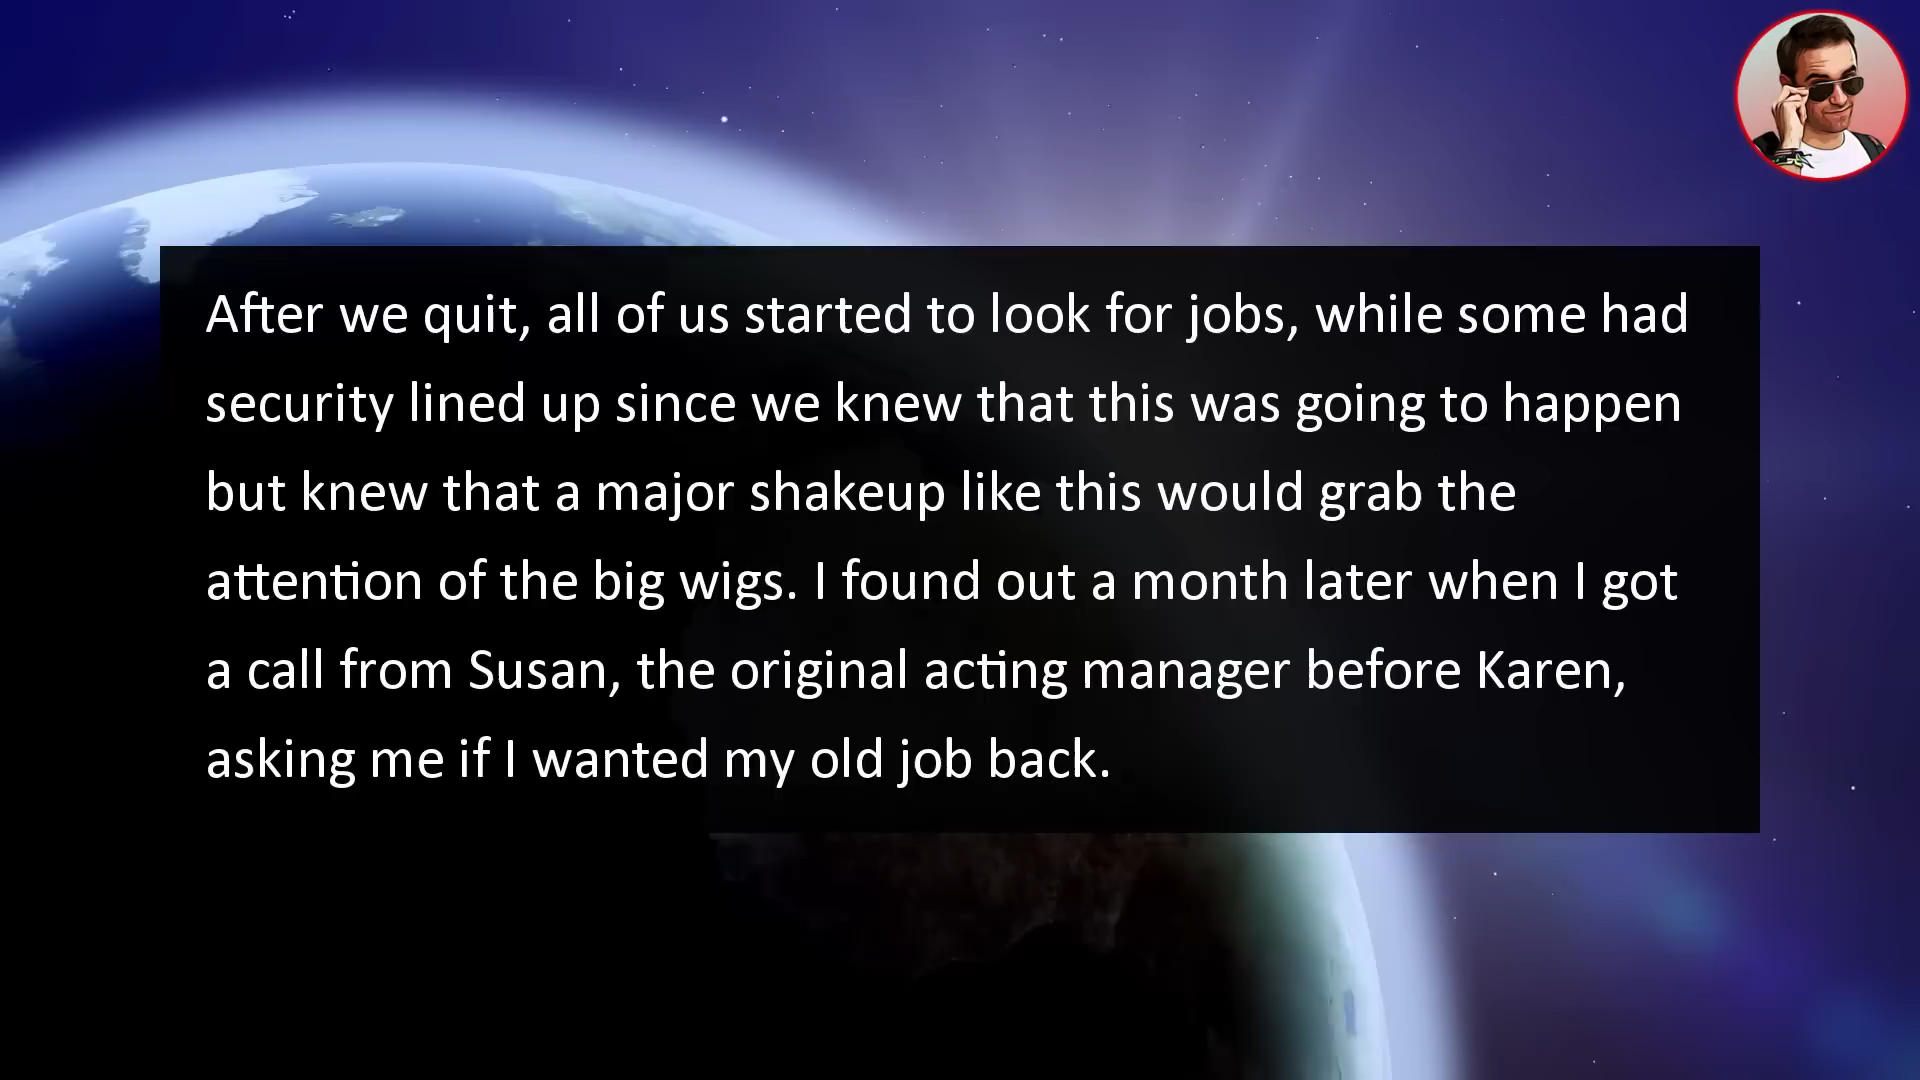 After we quit, all of us started to look for jobs, while some had
security lined up since we knew that this was going to happen
but knew that a major shakeup like this would grab the
attention of the big wigs. I found out a month later when I got
a call from Susan, the original acting manager before Karen,
asking me if I wanted my old job back.